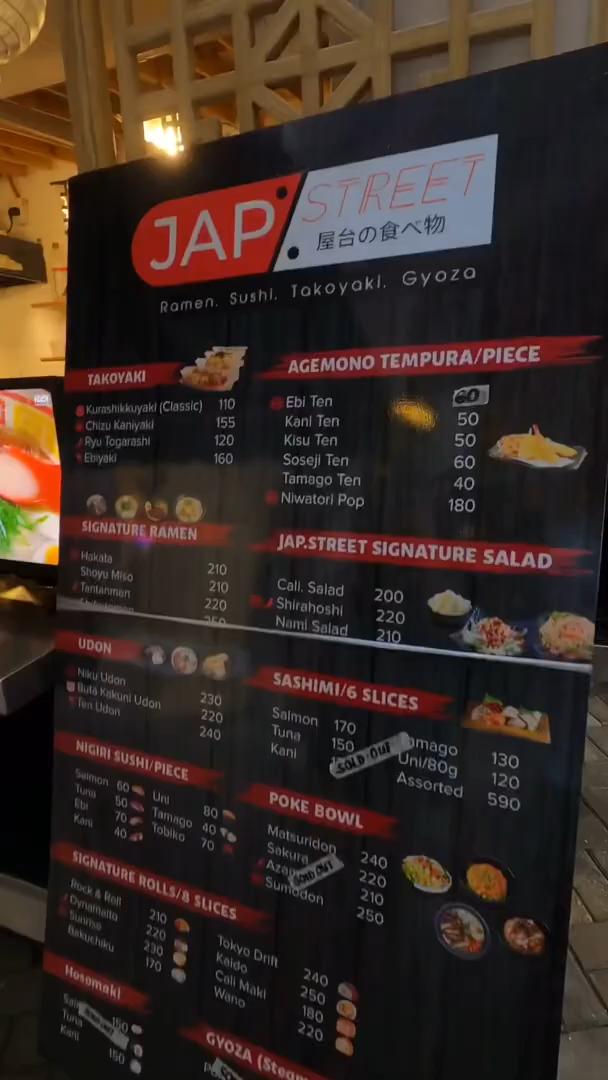 JAP STREET
屋台の食べ物
Ramen. Sushi. Takoyaki. Gyoza
TAKOYAKI
Kurashikkuyaki (Classic) 110
Chizu Kaniyaki 155
Ryu Togarashi 120
Ebiyaki 160
AGEMONO TEMPURA/PIECE
Ebi Ten 60
Kani Ten 50
Kisu Ten 50
Soseji Ten 60
Tamago Ten 40
Niwatori Pop 180
SIGNATURE RAMEN
Hakata 210
Shoyu Miso 210
Tantanmen 220
250
JAP.STREET SIGNATURE SALAD
Cali. Salad 200
Shirahoshi 220
Nami Salad 210
UDON
Niku Udon 230
Buta Kakuni Udon 220
Ten Udon 240
SASHIMI/6 SLICES
Salmon 170
Tuna 150
Kani
SOLD OUT
Tamago 130
Uni/80g 120
Assorted 590
NIGIRI SUSHI/PIECE
Salmon 60
Tuna 50
Ebi 70
Kani 40
Uni 80
Tamago 40
Tobiko 70
POKE BOWL
Matsuridon 240
Sakura 220
210
SOLD OUT
250
SIGNATURE ROLLS/8 SLICES
Rock & Roll 210
Dynamaito 220
230
Bakuchiku 170
Tokyo Drift 240
Kaido 250
Cali Maki 180
Wano 220
Hosomaki
150
Tuna
Kani 150
GYOZA